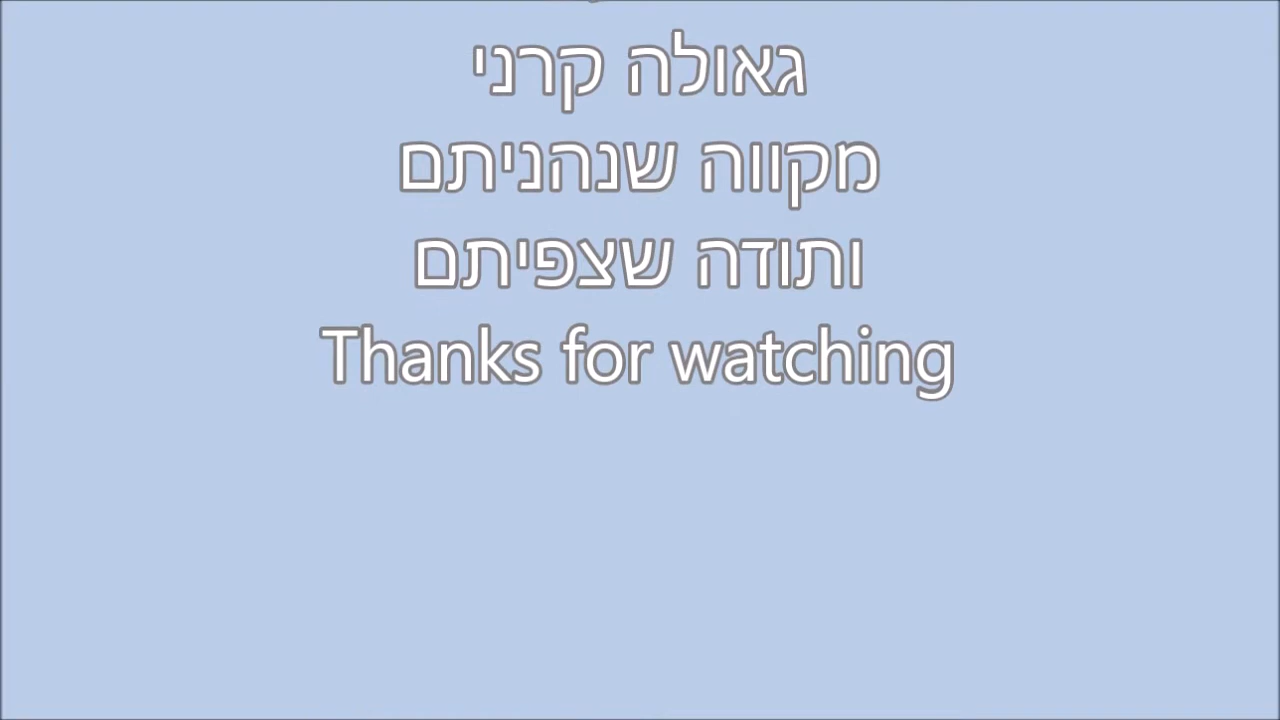 גאולה קרני
מקווה שנהניתם
ותודה שצפיתם
Thanks for watching